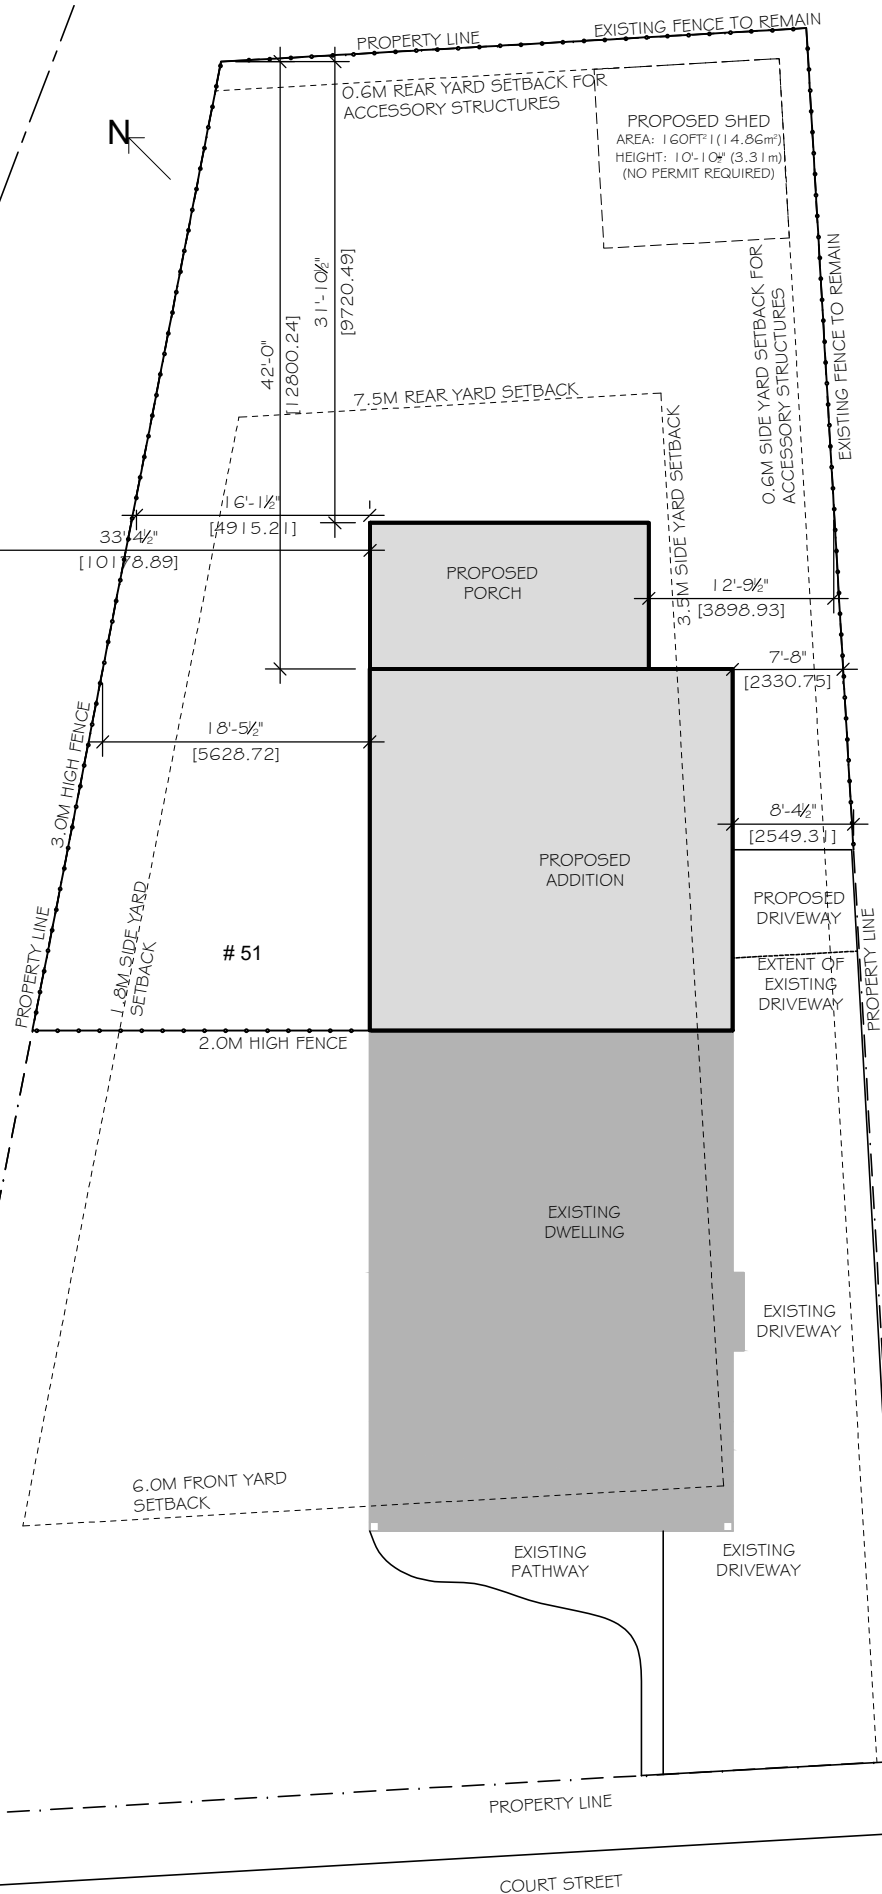 PROPERTY LINE
EXISTING FENCE TO REMAIN
0.6M REAR YARD SETBACK FOR
ACCESSORY STRUCTURES
PROPOSED SHED
AREA: 160FT² (14.86m²)
HEIGHT: 10'-10½" (3.31m)
(NO PERMIT REQUIRED)
N
31'-10½"
[9720.49]
42'-0"
[12800.24]
EXISTING FENCE TO REMAIN
0.6M SIDE YARD SETBACK FOR
ACCESSORY STRUCTURES
7.5M REAR YARD SETBACK
3.5M SIDE YARD SETBACK
16'-1½"
[4915.21]
33'-4½"
[10178.89]
PROPOSED
PORCH
12'-9½"
[3898.93]
7'-8"
[2330.75]
18'-5½"
[5628.72]
3.0M HIGH FENCE
8'-4½"
[2549.31]
PROPOSED
ADDITION
PROPOSED
DRIVEWAY
PROPERTY LINE
1.8M SIDE YARD
SETBACK
# 51
EXTENT OF
EXISTING
DRIVEWAY
PROPERTY LINE
2.0M HIGH FENCE
EXISTING
DWELLING
EXISTING
DRIVEWAY
6.0M FRONT YARD
SETBACK
EXISTING
PATHWAY
EXISTING
DRIVEWAY
PROPERTY LINE
COURT STREET